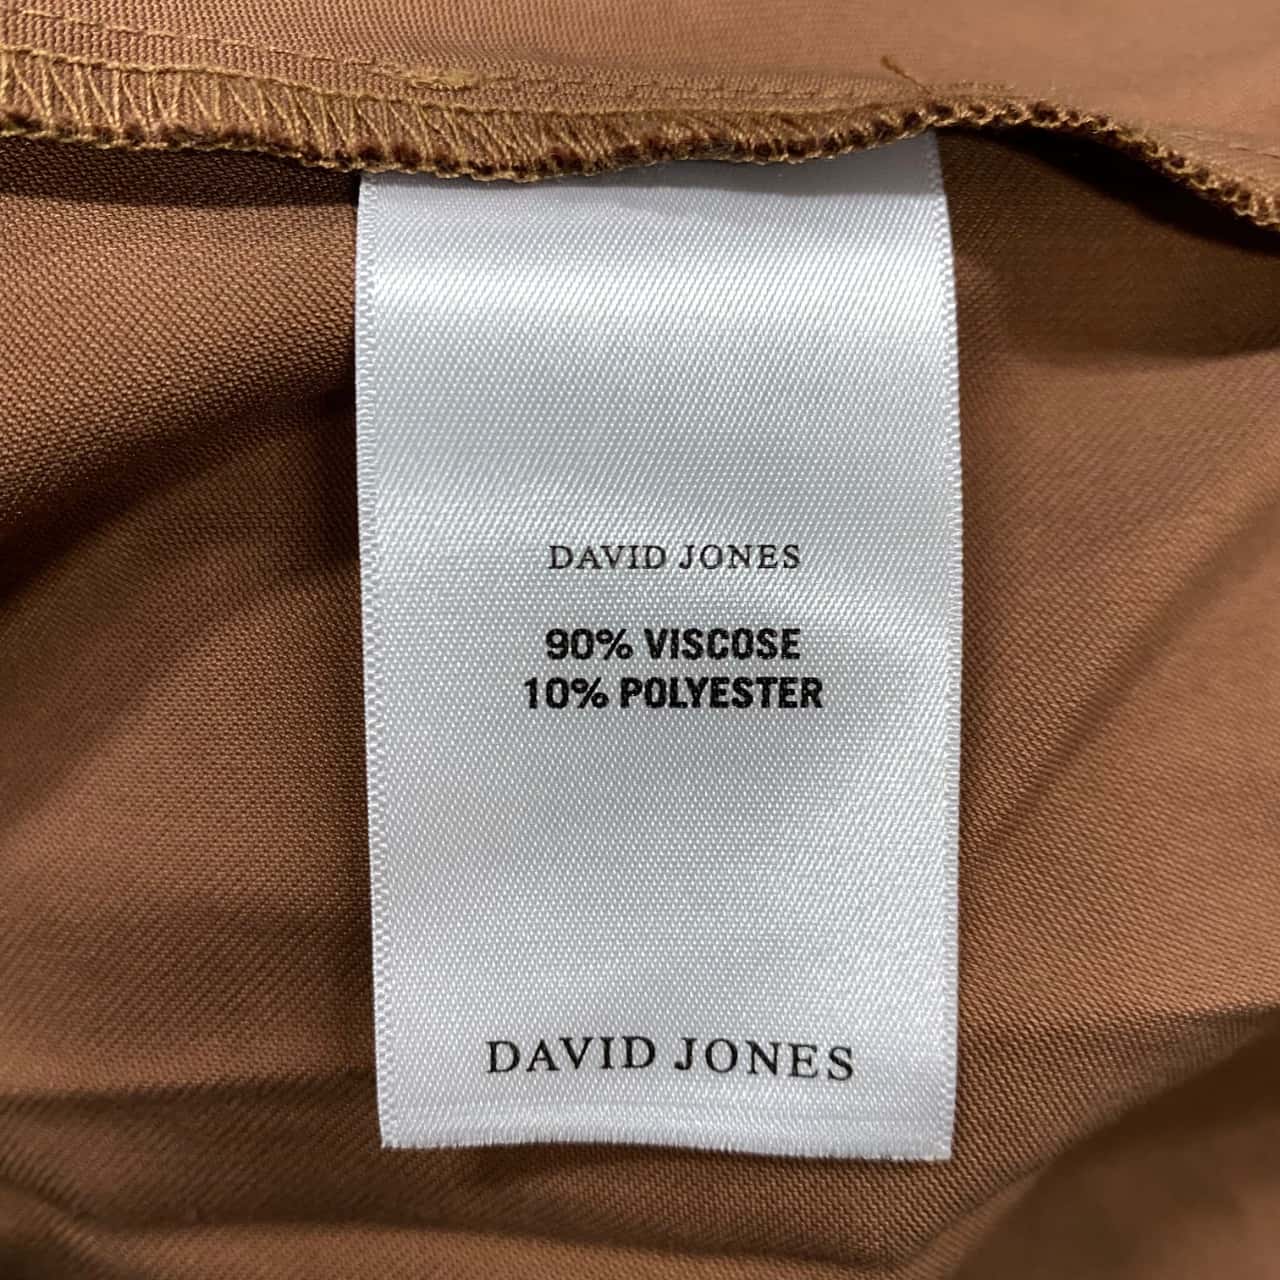 DAVID JONES
90% VISCOSE
10% POLYESTER
DAVID JONES